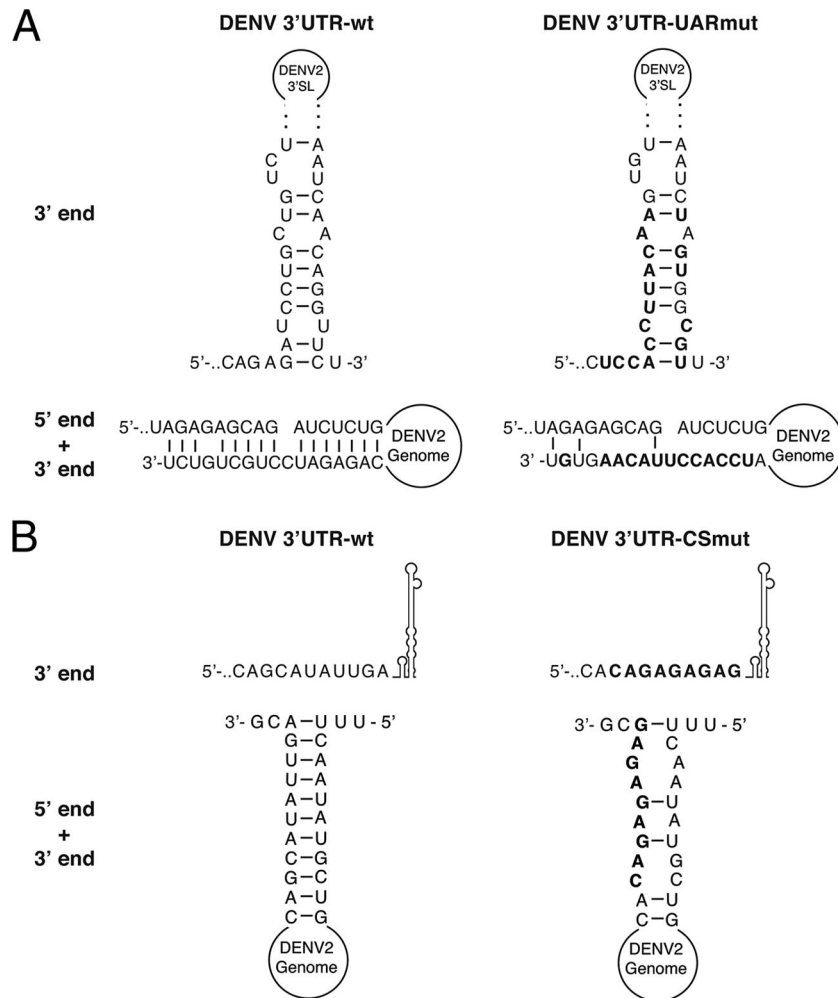 A
DENV 3'UTR-wt
DENV2
3'SL
U A
C A
U U
G–C
U–A
C A
G–C
U–A
C–G
C–G
U U
A–U
5'-..CAGAG–CU-3'
DENV 3'UTR-UARmut
DENV2
3'SL
U A
G A
U U
G–C
A–U
A A
C–G
A–U
U–G
U–G
C C
C–G
5'-..CUCCA–UU-3'
3' end
5' end
+
3' end
5'-..UAGAGAGCAG AUCUCUG
3'-UCUGUCGUCCUAGAGAC
DENV2
Genome
5'-..UAGAGAGCAG AUCUCUG
3'-UGUGAACAUUCCACCUA
DENV2
Genome
B
DENV 3'UTR-wt
DENV 3'UTR-CSmut
3' end
5'-..CAGCAUAUUGA
5'-..CACAGAGAGAG
5' end
+
3' end
3'- G C A–U U U - 5'
G–C
U–A
U–A
A–U
U–A
A–U
C–G
G–C
A–U
C–G
DENV2
Genome
3'- G C G–U U U - 5'
A C
G A
A A
G–U
A A
G U
A G
C C
A–U
C–G
DENV2
Genome